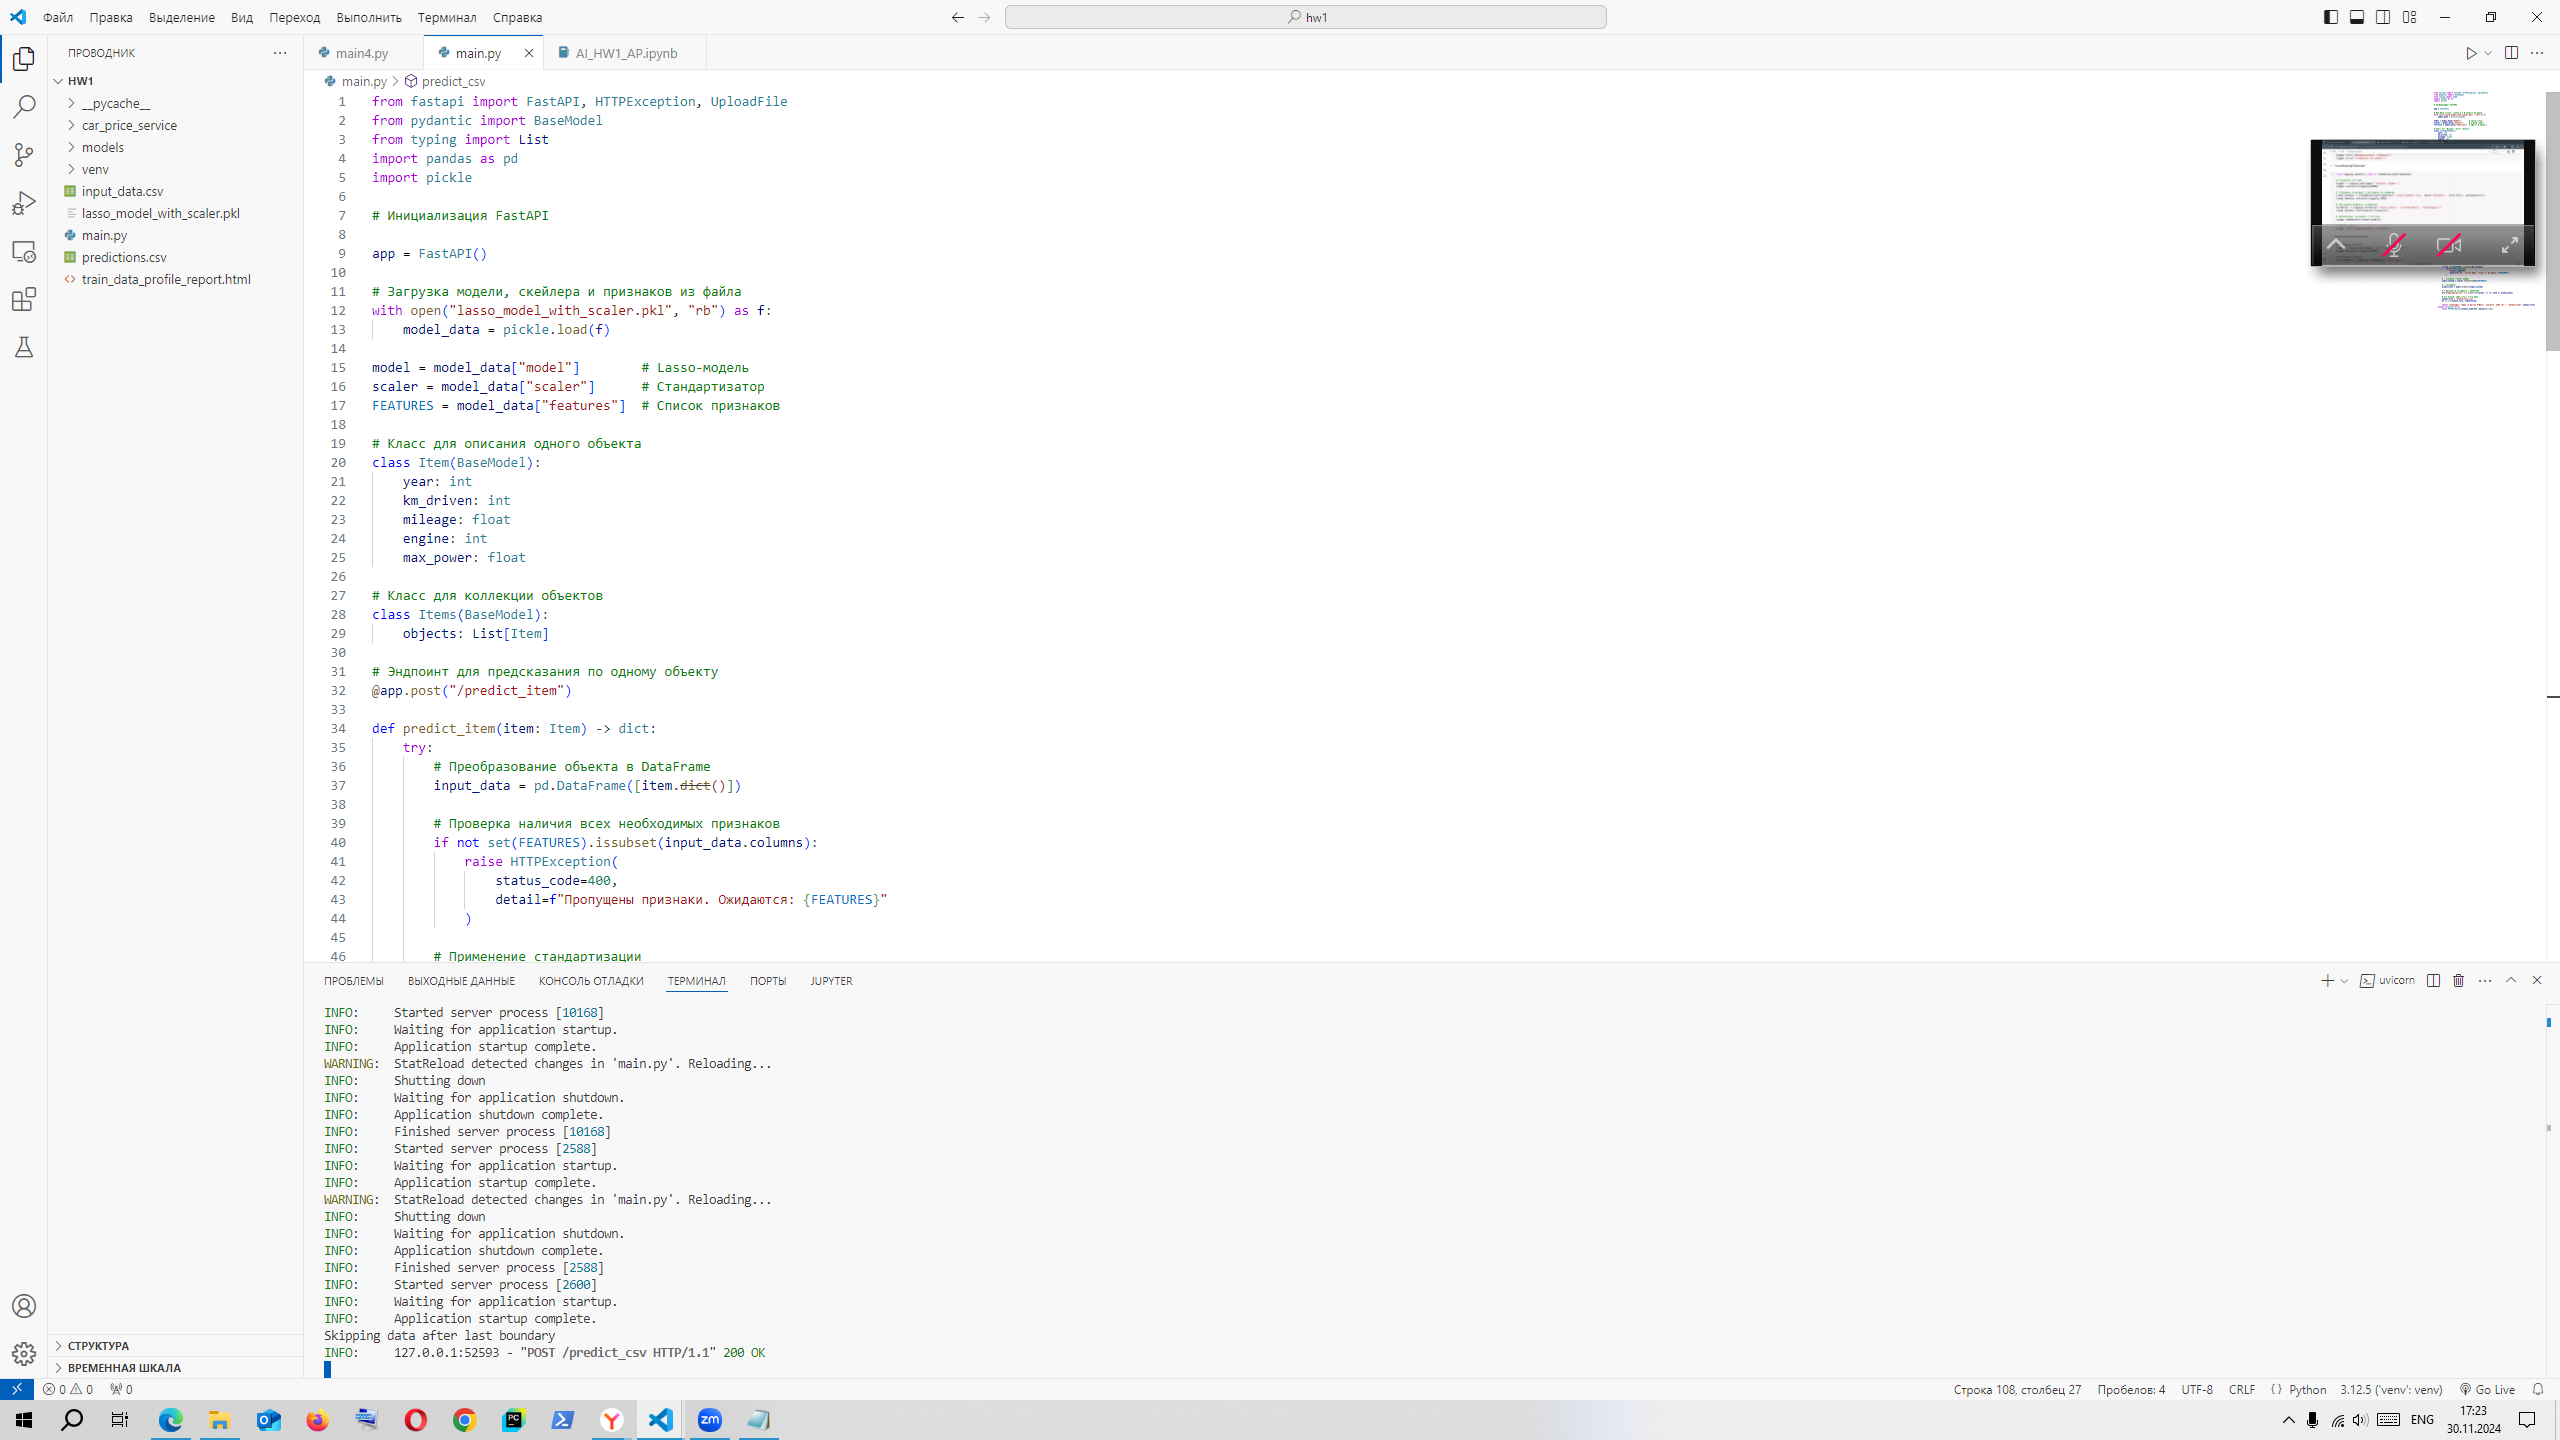 Файл Правка Выделение Вид Переход Выполнить Терминал Справка
hw1
ПРОВОДНИК
main4.py
main.py
AI_HW1_AP.ipynb
HW1
__pycache__
car_price_service
models
venv
input_data.csv
lasso_model_with_scaler.pkl
main.py
predictions.csv
train_data_profile_report.html
main.py > predict_csv
1 from fastapi import FastAPI, HTTPException, UploadFile
2 from pydantic import BaseModel
3 from typing import List
4 import pandas as pd
5 import pickle
6
7 # Инициализация FastAPI
8
9 app = FastAPI()
10
11 # Загрузка модели, скейлера и признаков из файла
12 with open("lasso_model_with_scaler.pkl", "rb") as f:
13     model_data = pickle.load(f)
14
15 model = model_data["model"]        # Lasso-модель
16 scaler = model_data["scaler"]      # Стандартизатор
17 FEATURES = model_data["features"]  # Список признаков
18
19 # Класс для описания одного объекта
20 class Item(BaseModel):
21     year: int
22     km_driven: int
23     mileage: float
24     engine: int
25     max_power: float
26
27 # Класс для коллекции объектов
28 class Items(BaseModel):
29     objects: List[Item]
30
31 # Эндпоинт для предсказания по одному объекту
32 @app.post("/predict_item")
33
34 def predict_item(item: Item) -> dict:
35     try:
36         # Преобразование объекта в DataFrame
37         input_data = pd.DataFrame([item.dict()])
38
39         # Проверка наличия всех необходимых признаков
40         if not set(FEATURES).issubset(input_data.columns):
41             raise HTTPException(
42                 status_code=400,
43                 detail=f"Пропущены признаки. Ожидаются: {FEATURES}"
44             )
45
46         # Применение стандартизации
ПРОБЛЕМЫ ВЫХОДНЫЕ ДАННЫЕ КОНСОЛЬ ОТЛАДКИ ТЕРМИНАЛ ПОРТЫ JUPYTER
uvicorn
INFO:     Started server process [10168]
INFO:     Waiting for application startup.
INFO:     Application startup complete.
WARNING:  StatReload detected changes in 'main.py'. Reloading...
INFO:     Shutting down
INFO:     Waiting for application shutdown.
INFO:     Application shutdown complete.
INFO:     Finished server process [10168]
INFO:     Started server process [2588]
INFO:     Waiting for application startup.
INFO:     Application startup complete.
WARNING:  StatReload detected changes in 'main.py'. Reloading...
INFO:     Shutting down
INFO:     Waiting for application shutdown.
INFO:     Application shutdown complete.
INFO:     Finished server process [2588]
INFO:     Started server process [2600]
INFO:     Waiting for application startup.
INFO:     Application startup complete.
Skipping data after last boundary
INFO:     127.0.0.1:52593 - "POST /predict_csv HTTP/1.1" 200 OK
СТРУКТУРА
ВРЕМЕННАЯ ШКАЛА
0 0 0
Строка 108, столбец 27 Пробелов: 4 UTF-8 CRLF {} Python 3.12.5 ('venv': venv) Go Live
PC
Y
zm
ENG
17:23
30.11.2024